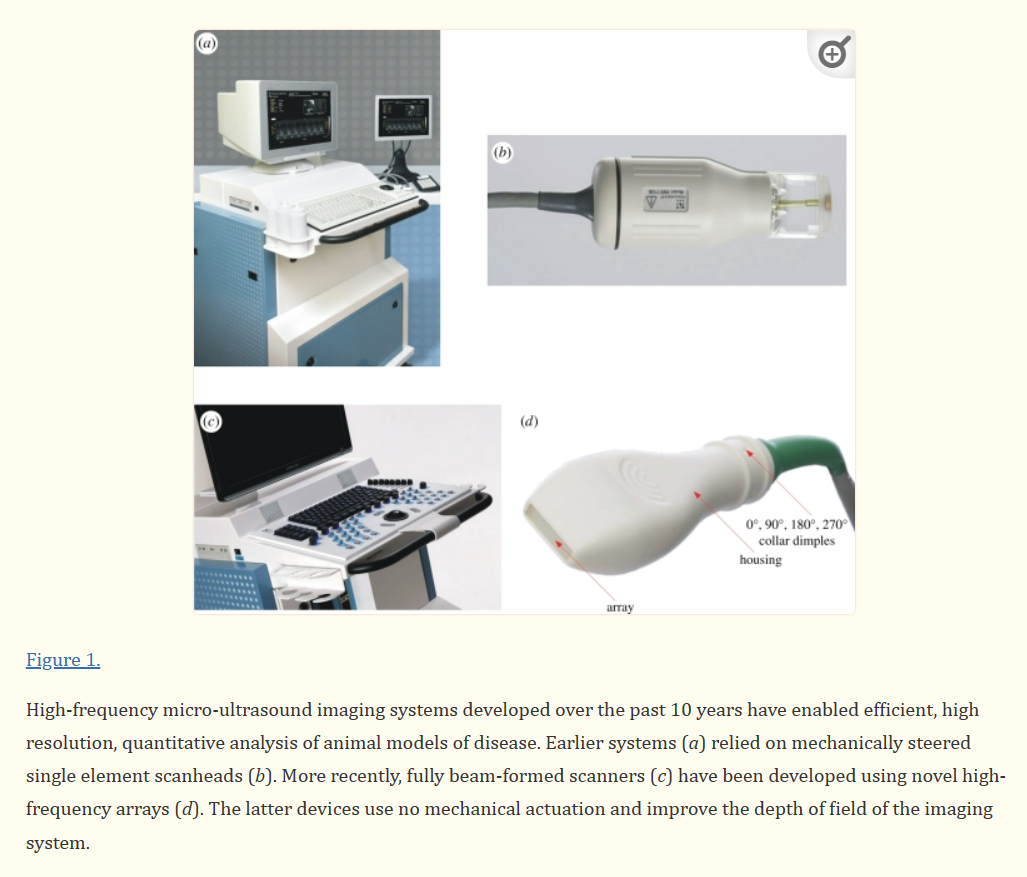 (a)
(b)
(c)
(d)
0°, 90°, 180°, 270°
collar dimples
housing
array
Figure 1.
High-frequency micro-ultrasound imaging systems developed over the past 10 years have enabled efficient, high
resolution, quantitative analysis of animal models of disease. Earlier systems (a) relied on mechanically steered
single element scanheads (b). More recently, fully beam-formed scanners (c) have been developed using novel high-
frequency arrays (d). The latter devices use no mechanical actuation and improve the depth of field of the imaging
system.